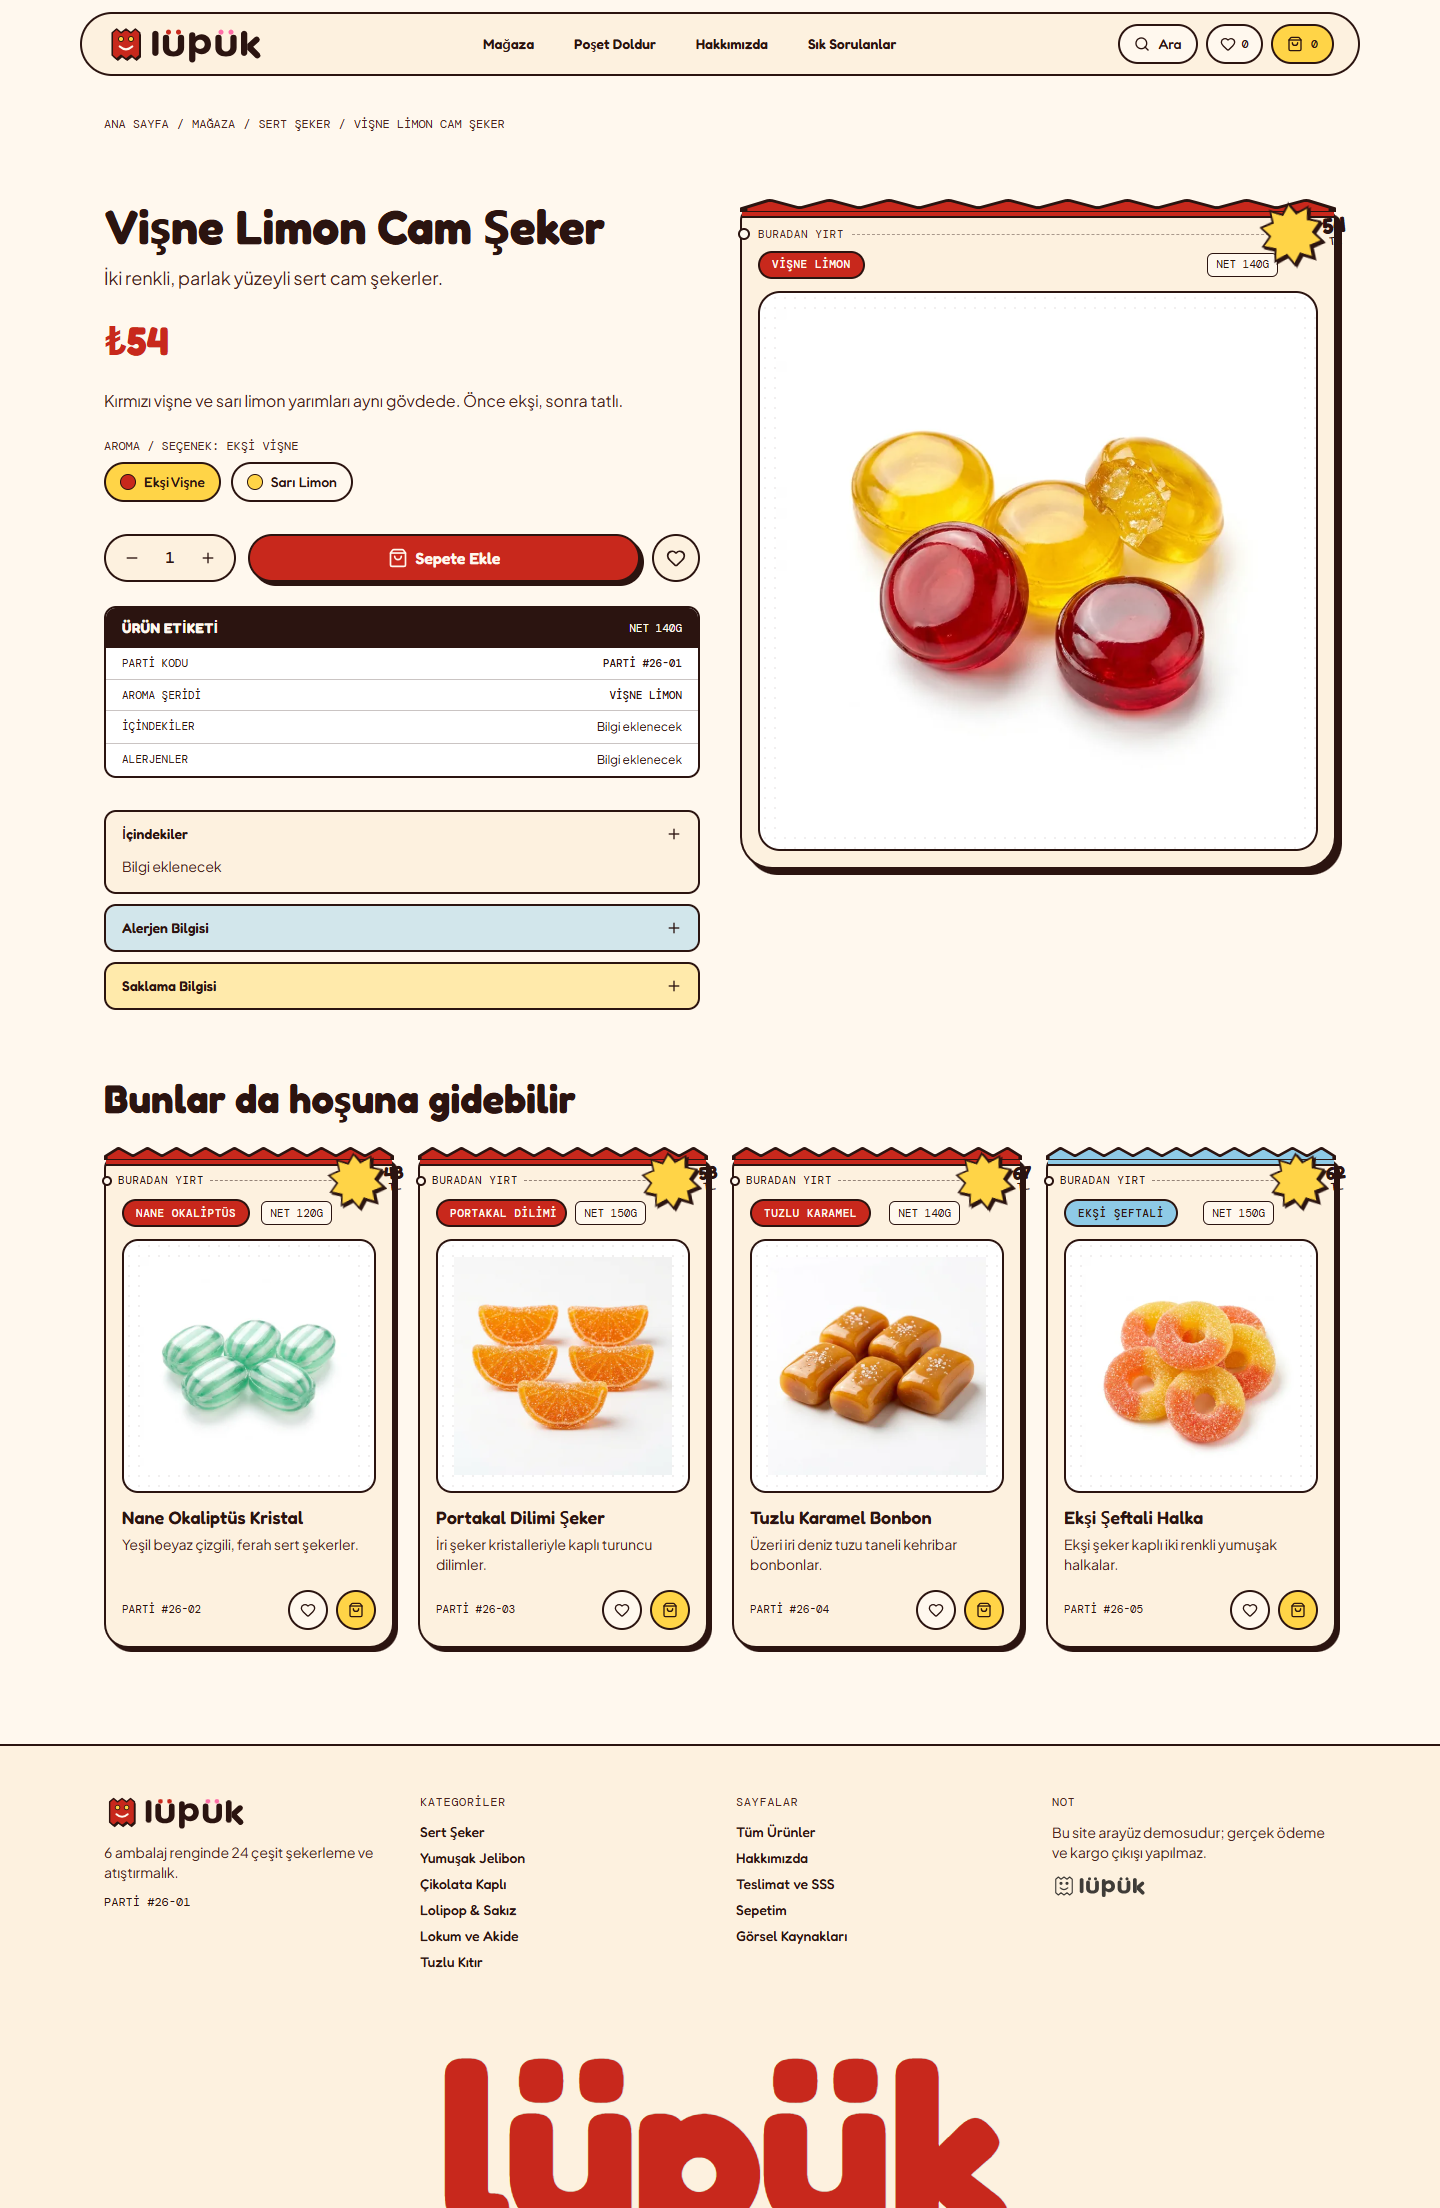 lüpük
Mağaza
Poşet Doldur
Hakkımızda
Sık Sorulanlar
Ara
0
0
ANA SAYFA / MAĞAZA / SERT ŞEKER / VİŞNE LİMON CAM ŞEKER
Vişne Limon Cam Şeker
İki renkli, parlak yüzeyli sert cam şekerler.
₺54
Kırmızı vişne ve sarı limon yarımları aynı gövdede. Önce ekşi, sonra tatlı.
AROMA / SEÇENEK: EKŞİ VİŞNE
Ekşi Vişne
Sarı Limon
1
Sepete Ekle
ÜRÜN ETİKETİ
NET 140G
PARTİ KODU
PARTİ #26-01
AROMA ŞERİDİ
VİŞNE LİMON
İÇİNDEKİLER
Bilgi eklenecek
ALERJENLER
Bilgi eklenecek
İçindekiler
Bilgi eklenecek
Alerjen Bilgisi
Saklama Bilgisi
BURADAN YIRT
VİŞNE LİMON
NET 140G
Bunlar da hoşuna gidebilir
BURADAN YIRT
NANE OKALİPTÜS
NET 120G
Nane Okaliptüs Kristal
Yeşil beyaz çizgili, ferah sert şekerler.
PARTİ #26-02
BURADAN YIRT
PORTAKAL DİLİMİ
NET 150G
Portakal Dilimi Şeker
İri şeker kristalleriyle kaplı turuncu
dilimler.
PARTİ #26-03
BURADAN YIRT
TUZLU KARAMEL
NET 140G
Tuzlu Karamel Bonbon
Üzeri iri deniz tuzu taneli kehribar
bonbonlar.
PARTİ #26-04
BURADAN YIRT
EKŞİ ŞEFTALİ
NET 150G
Ekşi Şeftali Halka
Ekşi şeker kaplı iki renkli yumuşak
halkalar.
PARTİ #26-05
lüpük
6 ambalaj renginde 24 çeşit şekerleme ve
atıştırmalık.
PARTİ #26-01
KATEGORİLER
Sert Şeker
Yumuşak Jelibon
Çikolata Kaplı
Lolipop & Sakız
Lokum ve Akide
Tuzlu Kıtır
SAYFALAR
Tüm Ürünler
Hakkımızda
Teslimat ve SSS
Sepetim
Görsel Kaynakları
NOT
Bu site arayüz demosudur; gerçek ödeme
ve kargo çıkışı yapılmaz.
lüpük
lüpük